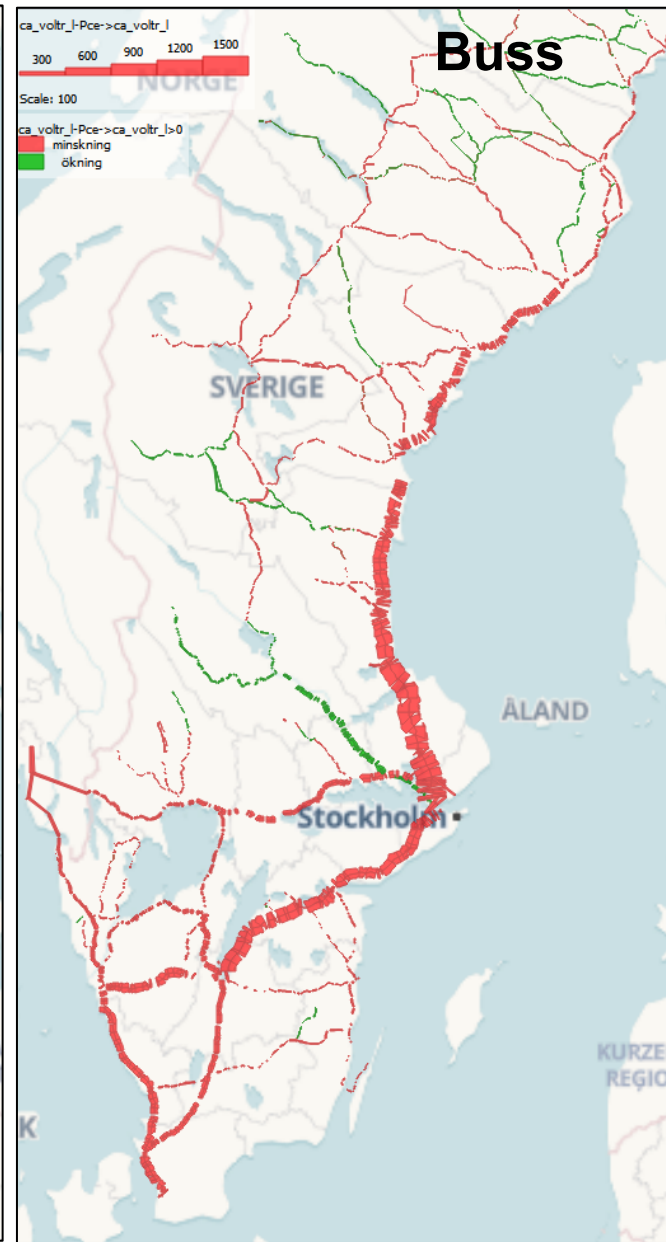 ca_voltr_l-Pce->ca_voltr_l
300 600 900 1200 1500
Scale: 100
ca_voltr_l-Pce->ca_voltr_l>0
minskning
ökning
Buss
NORGE
SVERIGE
ÅLAND
Stockholm
KURZE
REGIO
K